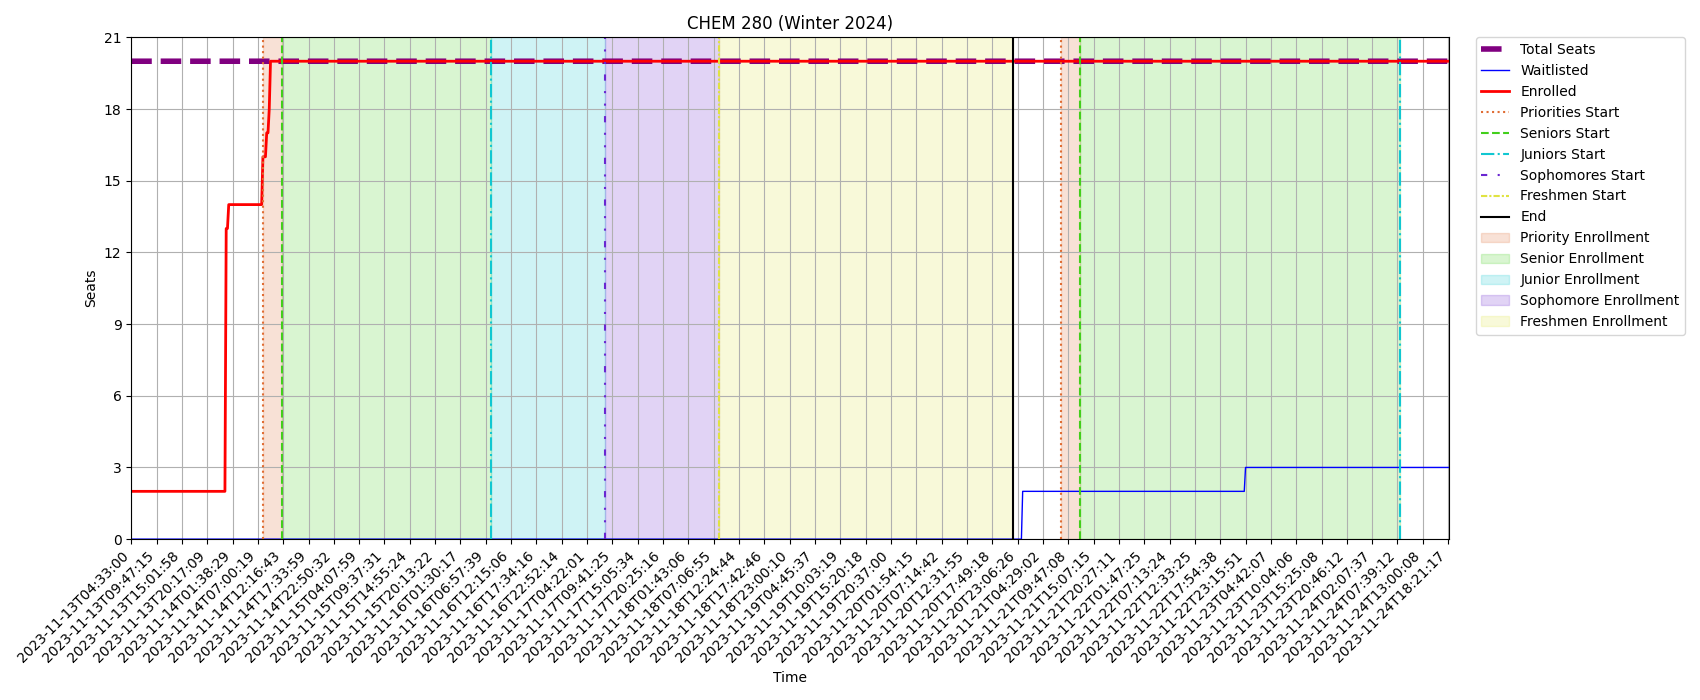 CHEM 280 (Winter 2024)
Seats
21
18
15
12
9
6
3
0
2023-11-13T04:33:00
2023-11-13T09:47:15
2023-11-13T15:01:58
2023-11-13T20:17:09
2023-11-14T01:38:29
2023-11-14T07:00:19
2023-11-14T12:16:43
2023-11-14T17:33:59
2023-11-14T22:50:32
2023-11-15T04:07:59
2023-11-15T09:37:31
2023-11-15T14:55:24
2023-11-15T20:13:22
2023-11-16T01:30:17
2023-11-16T06:57:39
2023-11-16T12:15:06
2023-11-16T17:34:16
2023-11-16T22:52:14
2023-11-17T04:22:01
2023-11-17T09:41:25
2023-11-17T15:05:34
2023-11-17T20:25:16
2023-11-18T01:43:06
2023-11-18T07:06:55
2023-11-18T12:24:44
2023-11-18T17:42:46
2023-11-18T23:00:10
2023-11-19T04:45:37
2023-11-19T10:03:19
2023-11-19T15:20:18
2023-11-19T20:37:00
2023-11-20T01:54:15
2023-11-20T07:14:42
2023-11-20T12:31:55
2023-11-20T17:49:18
2023-11-20T23:06:26
2023-11-21T04:29:02
2023-11-21T09:47:08
2023-11-21T15:07:15
2023-11-21T20:27:11
2023-11-22T01:47:25
2023-11-22T07:13:24
2023-11-22T12:33:25
2023-11-22T17:54:38
2023-11-22T23:15:51
2023-11-23T04:42:07
2023-11-23T10:04:06
2023-11-23T15:25:08
2023-11-23T20:46:12
2023-11-24T02:07:37
2023-11-24T07:39:12
2023-11-24T13:00:08
2023-11-24T18:21:17
Time
Total Seats
Waitlisted
Enrolled
Priorities Start
Seniors Start
Juniors Start
Sophomores Start
Freshmen Start
End
Priority Enrollment
Senior Enrollment
Junior Enrollment
Sophomore Enrollment
Freshmen Enrollment